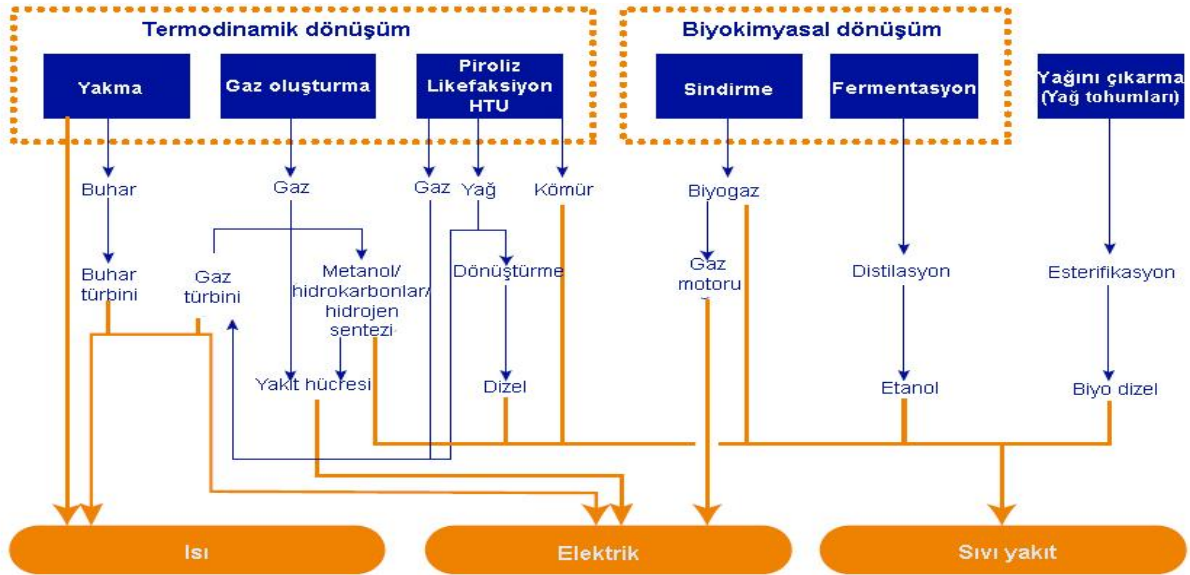 Termodinamik dönüşüm
Biyokimyasal dönüşüm
Yakma
Gaz oluşturma
Piroliz
Likefaksiyon
HTU
Sindirme
Fermentasyon
Yağını çıkarma
(Yağ tohumları)
Buhar
Gaz
Gaz
Yağ
Kömür
Biyogaz
Buhar
türbini
Gaz
türbini
Metanol/
hidrokarbonlar/
hidrojen
sentezi
Dönüştürme
Gaz
motoru
Distilasyon
Esterifikasyon
Yakıt hücresi
Dizel
Etanol
Biyo dizel
Isı
Elektrik
Sıvı yakıt